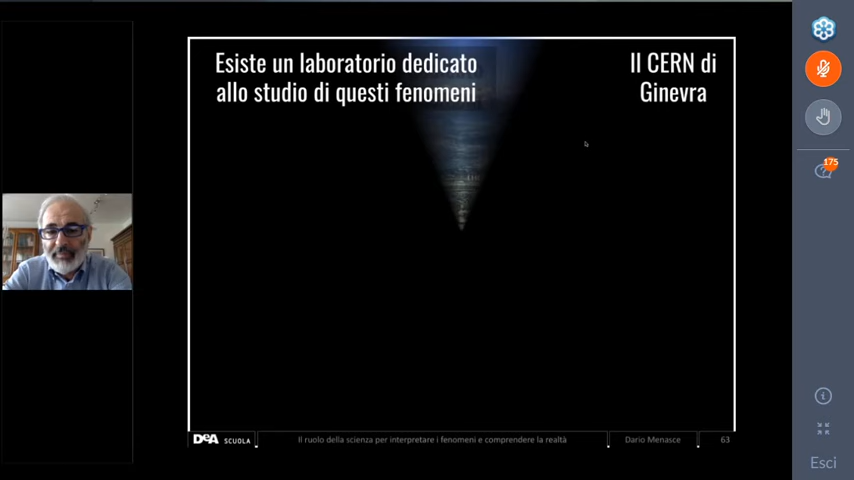 Esiste un laboratorio dedicato
allo studio di questi fenomeni
Il CERN di
Ginevra
175
DeA SCUOLA
Il ruolo della scienza per interpretare i fenomeni e comprendere la realtà
Dario Menasce
63
Esci